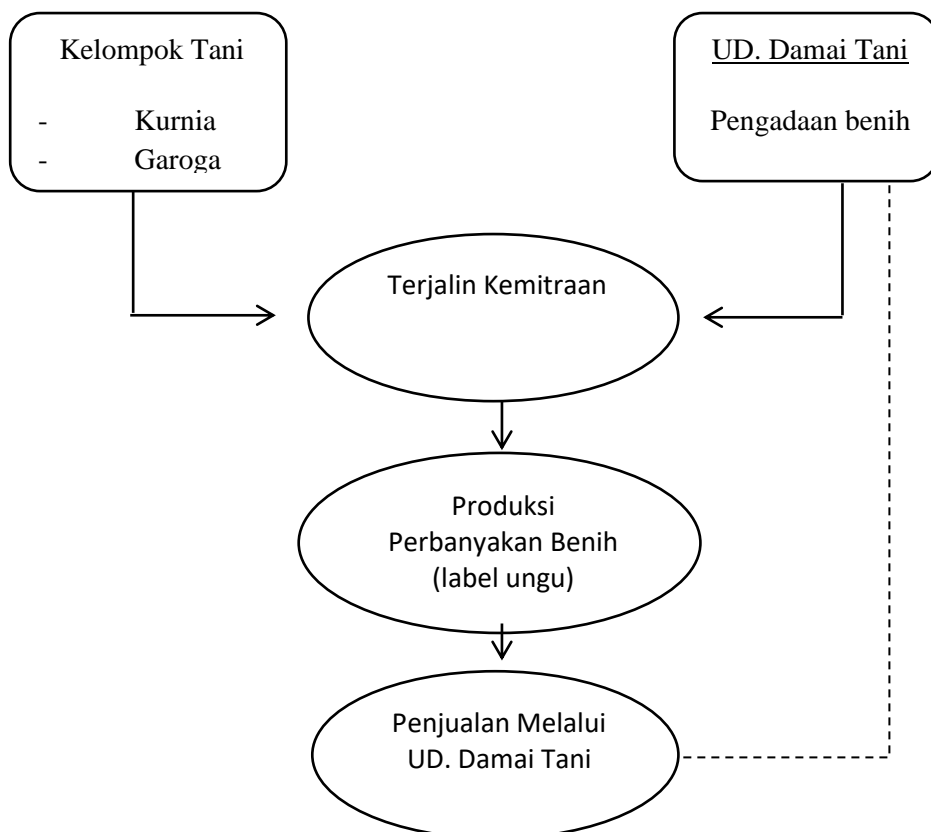 Kelompok Tani
- Kurnia
- Garoga
UD. Damai Tani
Pengadaan benih
Terjalin Kemitraan
Produksi
Perbanyakan Benih
(label ungu)
Penjualan Melalui
UD. Damai Tani